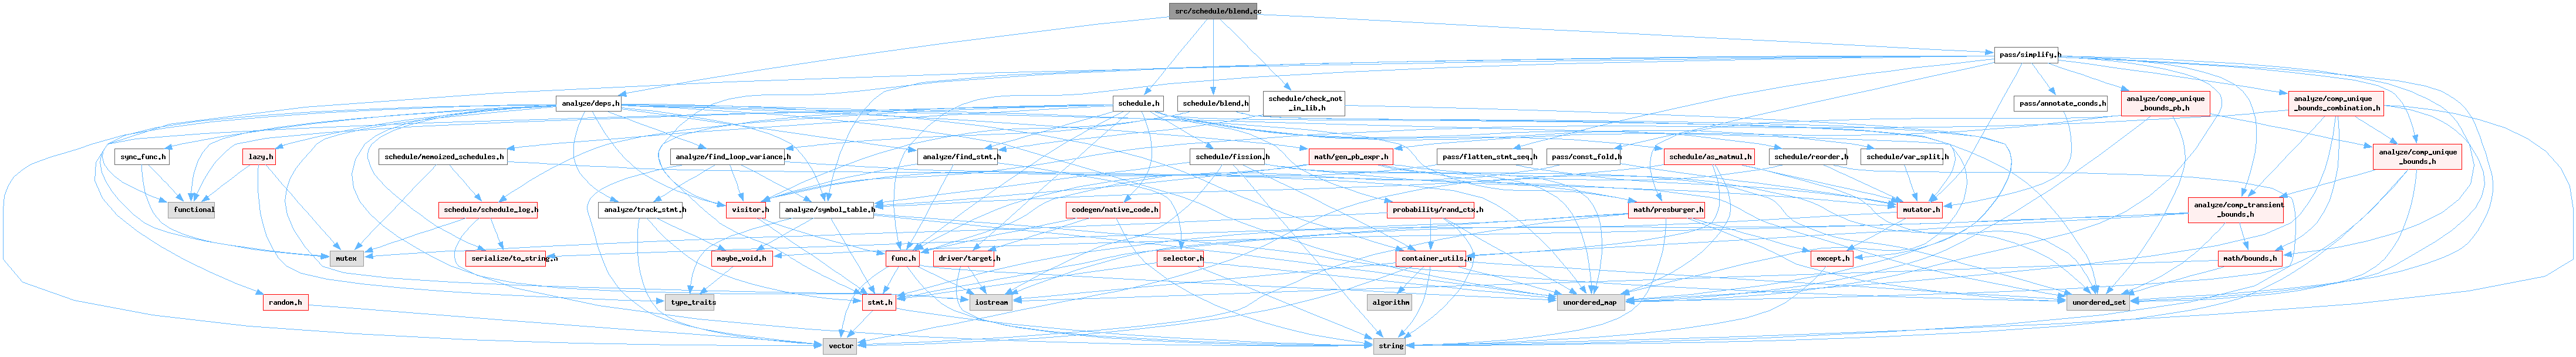 src/schedule/blend.cc
pass/simplify.h
analyze/deps.h
schedule.h
schedule/blend.h
schedule/check_not
_in_lib.h
pass/annotate_conds.h
analyze/comp_unique
_bounds_pb.h
analyze/comp_unique
_bounds_combination.h
sync_func.h
lazy.h
schedule/memoized_schedules.h
analyze/find_loop_variance.h
analyze/find_stmt.h
schedule/fission.h
math/gen_pb_expr.h
pass/flatten_stmt_seq.h
pass/const_fold.h
schedule/as_matmul.h
schedule/reorder.h
schedule/var_split.h
analyze/comp_unique
_bounds.h
functional
schedule/schedule_log.h
analyze/track_stmt.h
visitor.h
analyze/symbol_table.h
codegen/native_code.h
probability/rand_ctx.h
math/presburger.h
mutator.h
analyze/comp_transient
_bounds.h
mutex
serialize/to_string.h
maybe_void.h
func.h
driver/target.h
selector.h
container_utils.h
except.h
math/bounds.h
random.h
type_traits
stmt.h
iostream
algorithm
unordered_map
unordered_set
vector
string